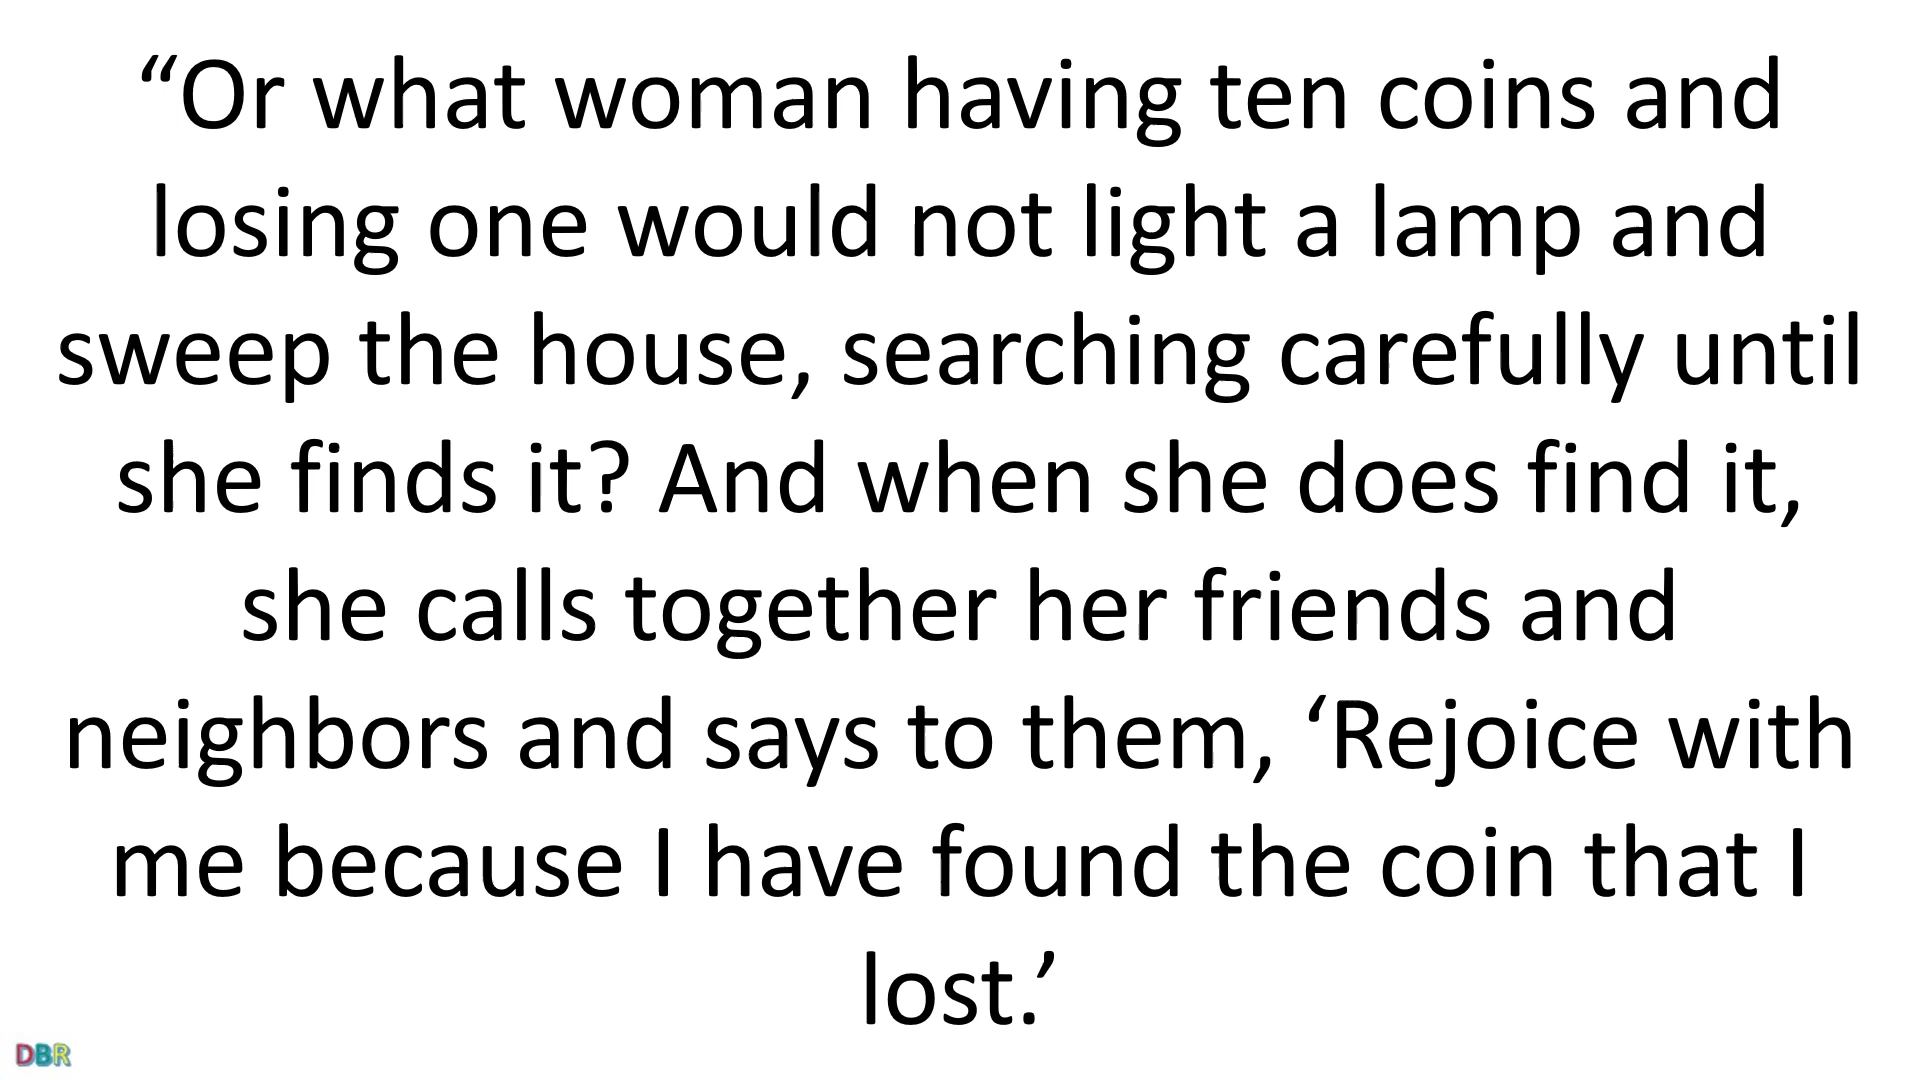 “Or what woman having ten coins and
losing one would not light a lamp and
sweep the house, searching carefully until
she finds it? And when she does find it,
she calls together her friends and
neighbors and says to them, ‘Rejoice with
me because I have found the coin that I
lost.’
DBR